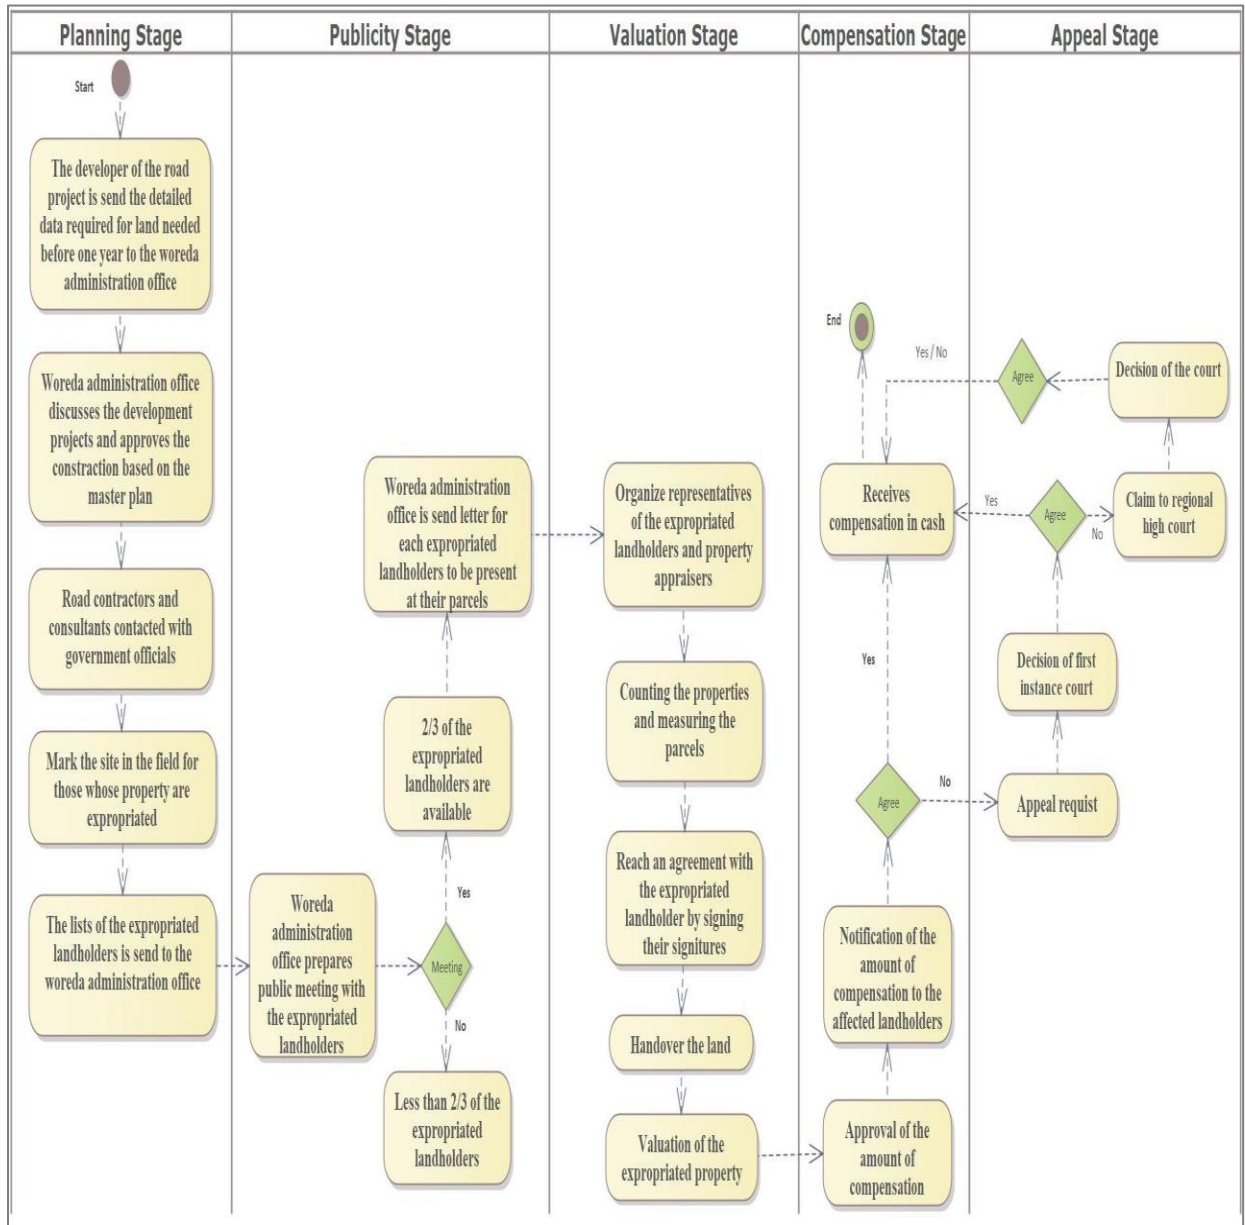 Planning Stage
Publicity Stage
Valuation Stage
Compensation Stage
Appeal Stage
Start
The developer of the road
project is send the detailed
data required for land needed
before one year to the woreda
administration office
Woreda administration office
discusses the development
projects and approves the
constraction based on the
master plan
Road contractors and
consultants contacted with
government officials
Mark the site in the field for
those whose property are
expropriated
The lists of the expropriated
landholders is send to the
woreda administration office
Woreda
administration
office prepares
public meeting with
the expropriated
landholders
Meeting
Yes
No
2/3 of the
expropriated
landholders are
available
Less than 2/3 of the
expropriated
landholders
Woreda administration
office is send letter for
each expropriated
landholders to be present
at their parcels
Organize representatives
of the expropriated
landholders and property
appraisers
Counting the properties
and measuring the
parcels
Reach an agreement with
the expropriated
landholder by signing
their signitures
Handover the land
Valuation of the
expropriated property
Approval of the
amount of
compensation
Notification of the
amount of
compensation to the
affected landholders
Agree
Yes
No
Receives
compensation in cash
End
Appeal requist
Decision of first
instance court
Agree
Yes
No
Claim to regional
high court
Decision of the court
Agree
Yes / No